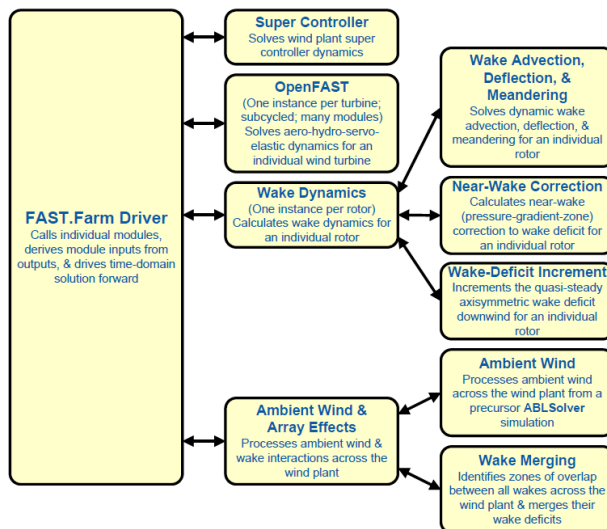 Super Controller
Solves wind plant super
controller dynamics
OpenFAST
(One instance per turbine;
subcycled; many modules)
Solves aero-hydro-servo-
elastic dynamics for an
individual wind turbine
FAST.Farm Driver
Calls individual modules,
derives module inputs from
outputs, & drives time-domain
solution forward
Wake Dynamics
(One instance per rotor)
Calculates wake dynamics for
an individual rotor
Wake Advection,
Deflection, &
Meandering
Solves dynamic wake
advection, deflection, &
meandering for an individual
rotor
Near-Wake Correction
Calculates near-wake
(pressure-gradient-zone)
correction to wake deficit for
an individual rotor
Wake-Deficit Increment
Increments the quasi-steady
axisymmetric wake deficit
downwind for an individual
rotor
Ambient Wind &
Array Effects
Processes ambient wind &
wake interactions across the
wind plant
Ambient Wind
Processes ambient wind
across the wind plant from a
precursor ABLSolver
simulation
Wake Merging
Identifies zones of overlap
between all wakes across the
wind plant & merges their
wake deficits